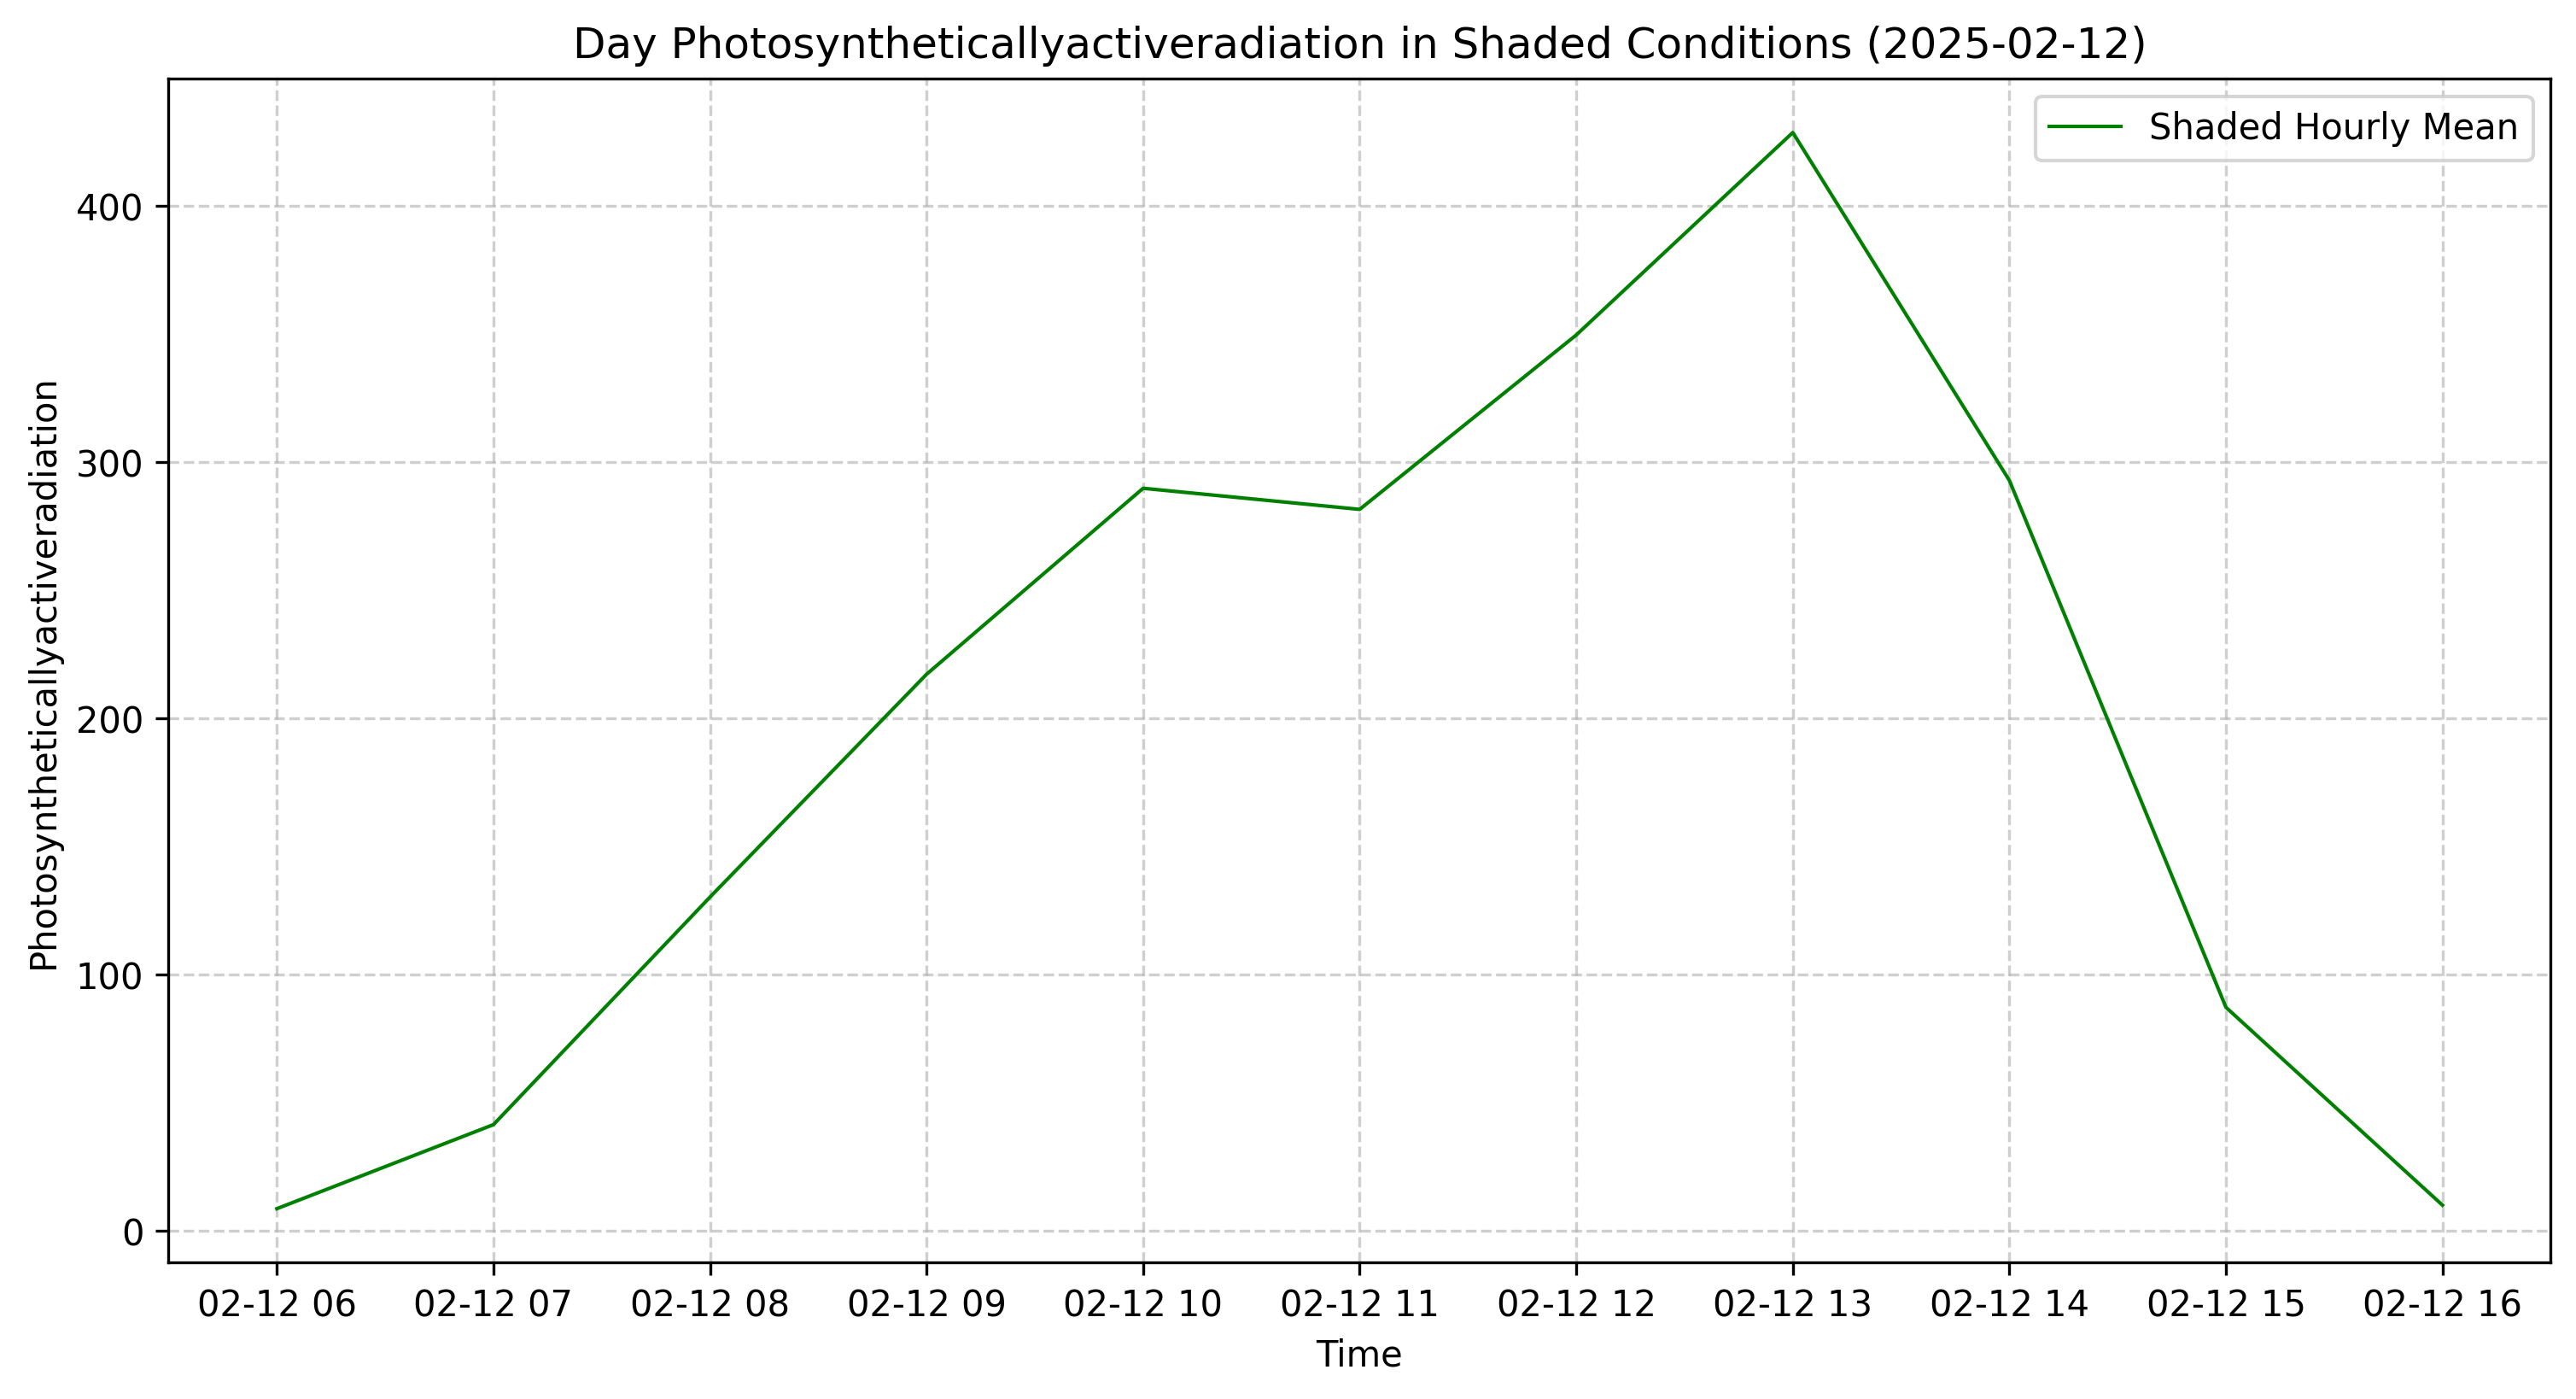 Day Photosyntheticallyactiveradiation in Shaded Conditions (2025-02-12)
Shaded Hourly Mean
Photosyntheticallyactiveradiation
400
300
200
100
0
02-12 06 02-12 07 02-12 08 02-12 09 02-12 10 02-12 11 02-12 12 02-12 13 02-12 14 02-12 15 02-12 16
Time